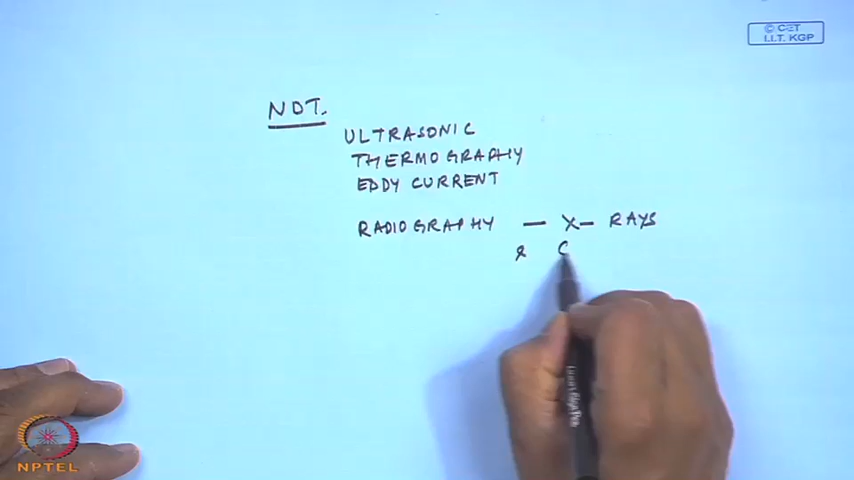 © CET
I.I.T. KGP
NDT.
ULTRASONIC
THERMOGRAPHY
EDDY CURRENT
RADIOGRAPHY — X- RAYS
&
NPTEL